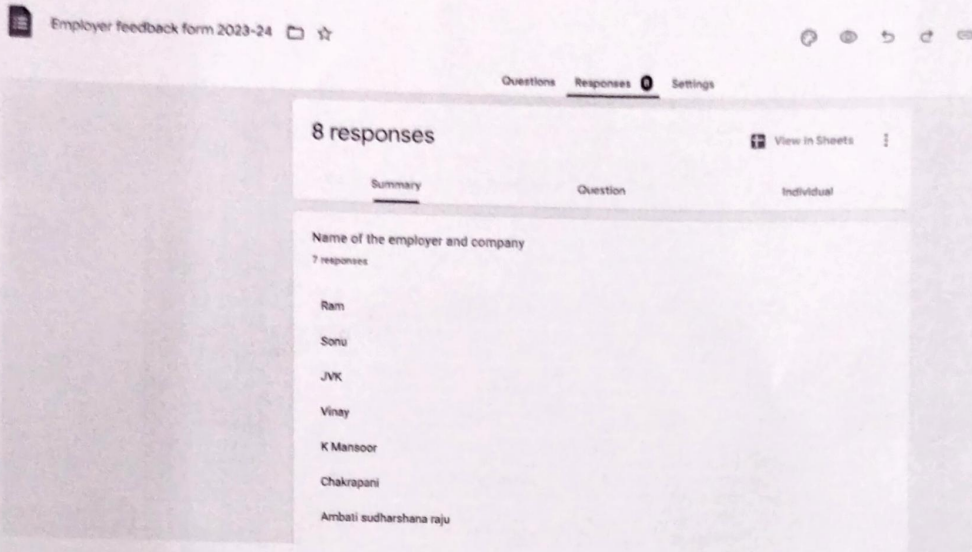 Employer feedback form 2023-24
Questions Responses 8 Settings
8 responses
View in Sheets
Summary Question Individual
Name of the employer and company
7 responses
Ram
Sonu
JVK
Vinay
K Mansoor
Chakrapani
Ambati sudharshana raju